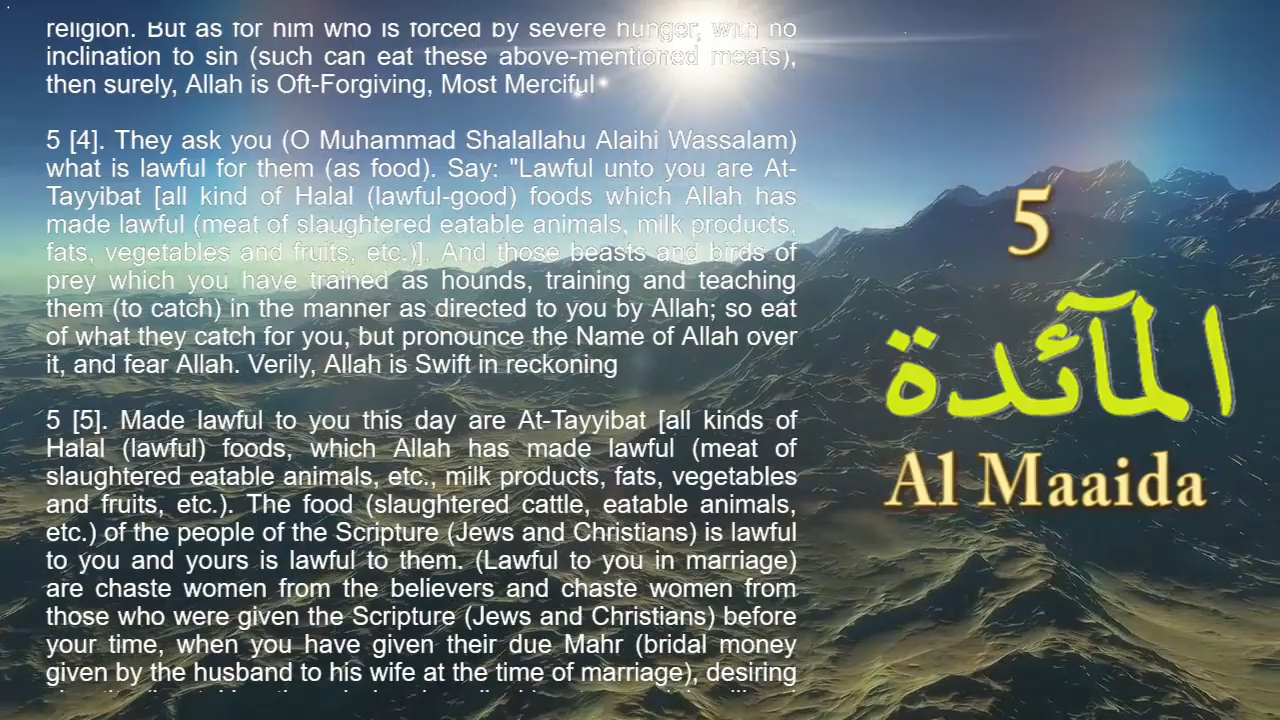 religion. But as for him who is forced by severe hunger, with no
inclination to sin (such can eat these above-mentioned meats),
then surely, Allah is Oft-Forgiving, Most Merciful
5 [4]. They ask you (O Muhammad Shalallahu Alaihi Wassalam)
what is lawful for them (as food). Say: "Lawful unto you are At-
Tayyibat [all kind of Halal (lawful-good) foods which Allah has
made lawful (meat of slaughtered eatable animals, milk products,
fats, vegetables and fruits, etc.)]. And those beasts and birds of
prey which you have trained as hounds, training and teaching
them (to catch) in the manner as directed to you by Allah; so eat
of what they catch for you, but pronounce the Name of Allah over
it, and fear Allah. Verily, Allah is Swift in reckoning
5 [5]. Made lawful to you this day are At-Tayyibat [all kinds of
Halal (lawful) foods, which Allah has made lawful (meat of
slaughtered eatable animals, etc., milk products, fats, vegetables
and fruits, etc.). The food (slaughtered cattle, eatable animals,
etc.) of the people of the Scripture (Jews and Christians) is lawful
to you and yours is lawful to them. (Lawful to you in marriage)
are chaste women from the believers and chaste women from
those who were given the Scripture (Jews and Christians) before
your time, when you have given their due Mahr (bridal money
given by the husband to his wife at the time of marriage), desiring
5
المآئدة
Al Maaida